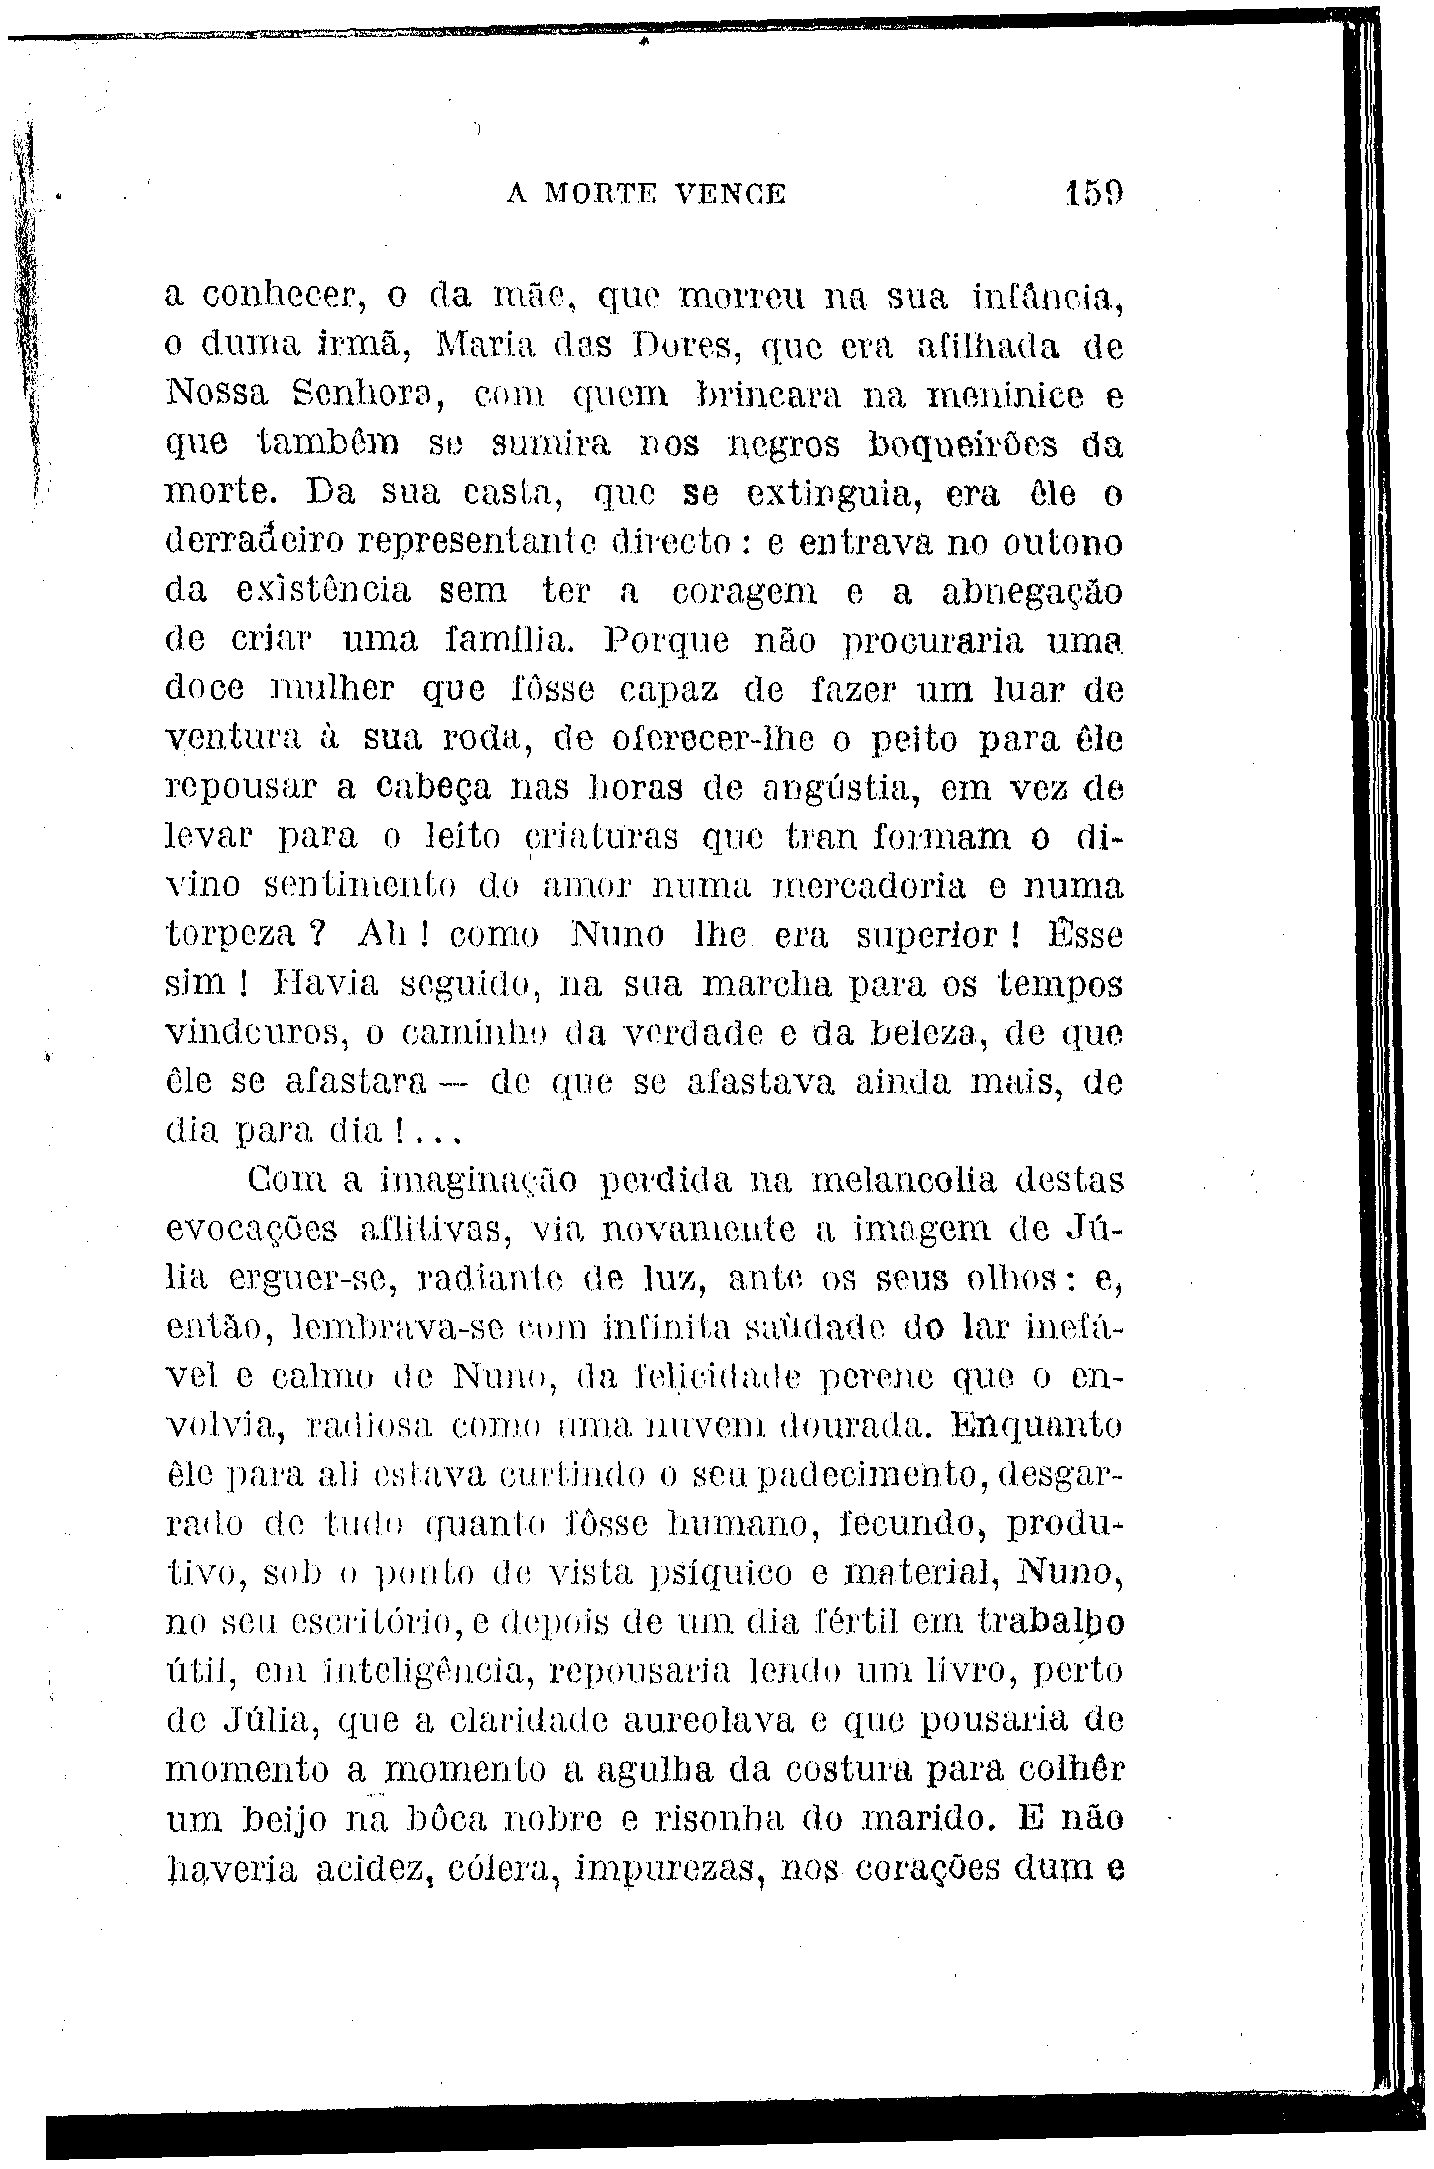 A MORTE VENCE 159
a conhecer, o da mãe, que morreu na sua infância,
o duma irmã, Maria das Dores, que era afilhada de
Nossa Senhora, com quem brincara na meninice e
que tambêm se sumira nos negros boqueirões da
morte. Da sua casta, que se extinguia, era êle o
derradeiro representante directo : e entrava no outono
da existência sem ter a coragem e a abnegação
de criar uma família. Porque não procuraria uma
doce mulher que fôsse capaz de fazer um luar de
ventura à sua roda, de oferecer-lhe o peito para êle
repousar a cabeça nas horas de angústia, em vez de
levar para o leito criaturas que tran formam o di-
vino sentimento do amor numa mercadoria e numa
torpeza ? Ah ! como Nuno lhe era superior ! Êsse
sim ! Havia seguido, na sua marcha para os tempos
vindouros, o caminho da verdade e da beleza, de que
êle se afastara — de que se afastava ainda mais, de
dia para dia !...
Com a imaginação perdida na melancolia destas
evocações aflitivas, via novamente a imagem de Jú-
lia erguer-se, radiante de luz, ante os seus olhos : e,
então, lembrava-se com infinita saùdade do lar inefá-
vel e calmo de Nuno, da felicidade perene que o en-
volvia, radiosa como uma nuvem dourada. Enquanto
êle para ali estava curtindo o seu padecimento, desgar-
rado de tudo quanto fôsse humano, fecundo, produ-
tivo, sob o ponto de vista psíquico e material, Nuno,
no seu escritório, e depois de um dia fértil em trabalho
útil, em inteligência, repousaria lendo um livro, perto
de Júlia, que a claridade aureolava e que pousaria de
momento a momento a agulha da costura para colhêr
um beijo na bôca nobre e risonha do marido. E não
haveria acidez, cólera, impurezas, nos corações dum e